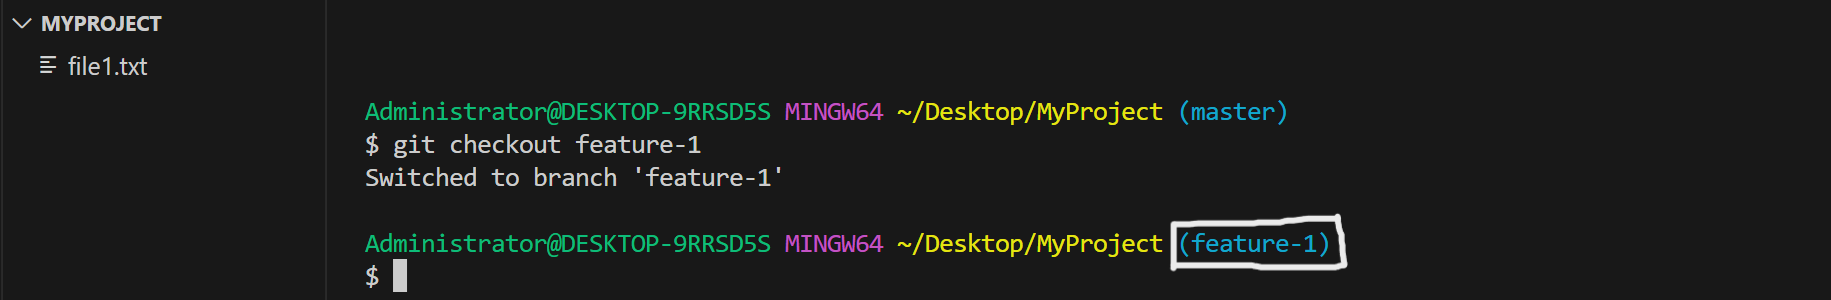 MYPROJECT
file1.txt
Administrator@DESKTOP-9RRSD5S MINGW64 ~/Desktop/MyProject (master)
$ git checkout feature-1
Switched to branch 'feature-1'
Administrator@DESKTOP-9RRSD5S MINGW64 ~/Desktop/MyProject (feature-1)
$